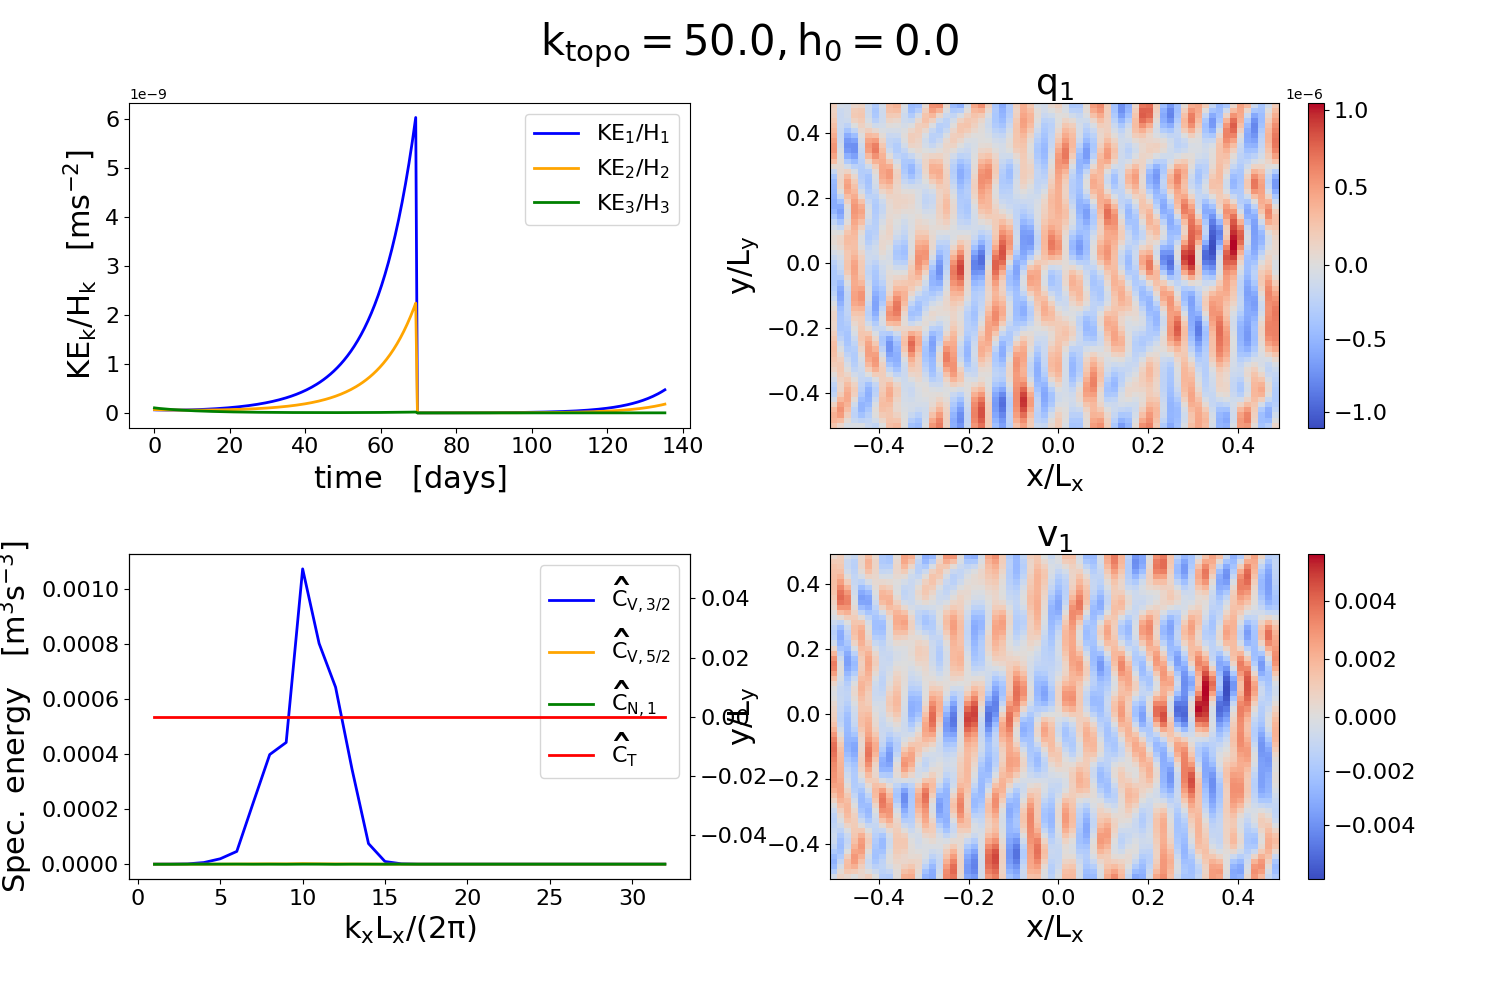 k_topo = 50.0, h_0 = 0.0
1e−9
6
5
4
3
2
1
0
KE_k/H_k [ms^−2]
KE_1/H_1
KE_2/H_2
KE_3/H_3
0 20 40 60 80 100 120 140
time [days]
q_1
0.4
0.2
0.0
−0.2
−0.4
y/L_y
−0.4 −0.2 0.0 0.2 0.4
x/L_x
1e−6
1.0
0.5
0.0
−0.5
−1.0
0.0010
0.0008
0.0006
0.0004
0.0002
0.0000
Spec. energy [m^3s^−3]
Ĉ_V,3/2
Ĉ_V,5/2
Ĉ_N,1
Ĉ_T
0.04
0.02
0.00
−0.02
−0.04
0 5 10 15 20 25 30
k_xL_x/(2π)
v_1
0.4
0.2
0.0
−0.2
−0.4
y/L_y
−0.4 −0.2 0.0 0.2 0.4
x/L_x
0.004
0.002
0.000
−0.002
−0.004